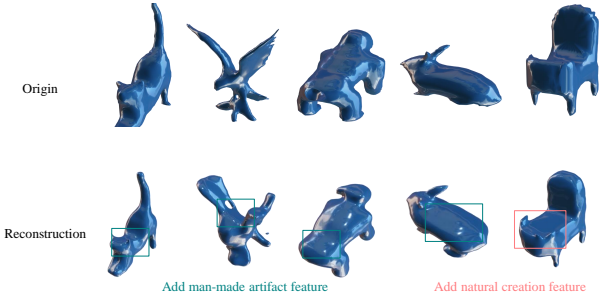 Origin
Reconstruction
Add man-made artifact feature
Add natural creation feature